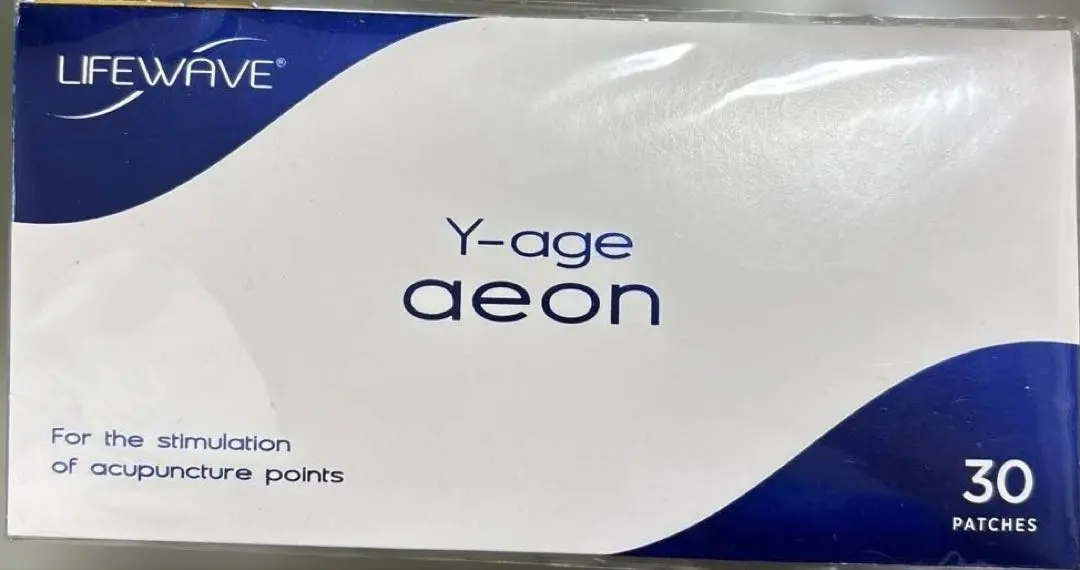 LIFEWAVE®
Y-age
aeon
For the stimulation
of acupuncture points
30
PATCHES